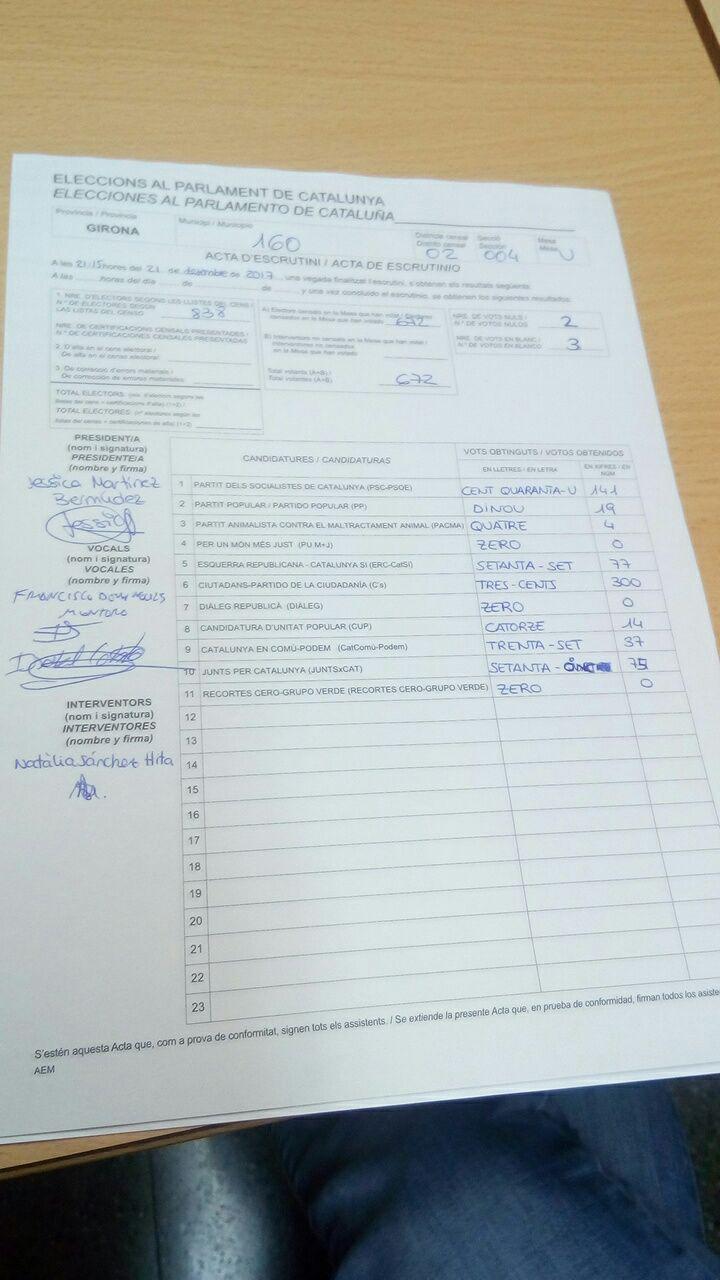 ELECCIONS AL PARLAMENT DE CATALUNYA
ELECCIONES AL PARLAMENTO DE CATALUÑA
Província / Provincia
GIRONA
Municipi / Municipio
160
Districte censal
Distrito censal
02
Secció
Sección
004
Mesa
Mesa
U
ACTA D'ESCRUTINI / ACTA DE ESCRUTINIO
A les 21:15 hores del 21 de desembre de 2017, una vegada finalitzat l'escrutini, s'obtenen els resultats següents:
A las ...... horas del día ...... de ...... de ...... y una vez concluido el escrutinio, se obtienen los siguientes resultados:
1. NRE. D'ELECTORS SEGONS LES LLISTES DEL CENS /
N.º DE ELECTORES SEGÚN
LAS LISTAS DEL CENSO
838
NRE. DE CERTIFICACIONS CENSALS PRESENTADES /
N.º DE CERTIFICACIONES CENSALES PRESENTADAS
2. D'alta en el cens electoral /
De alta en el censo electoral:
3. De correcció d'errors materials /
De corrección de errores materiales:
TOTAL ELECTORS: (nre. d'electors segons les
llistes del cens + certificacions d'alta) (1+2) /
TOTAL ELECTORES: (nº electores según las
listas del censo + certificaciones de alta) (1+2)
A) Electors censats en la Mesa que han votat / Electores
censados en la Mesa que han votado
672
B) Interventors no censats en la Mesa que han votat /
Interventores no censados
en la Mesa que han votado
Total votants (A+B) /
Total votantes (A+B)
672
NRE. DE VOTS NULS /
N.º DE VOTOS NULOS
2
NRE. DE VOTS EN BLANC /
N.º DE VOTOS EN BLANCO
3
PRESIDENT/A
(nom i signatura)
PRESIDENTE/A
(nombre y firma)
Jessica Martínez
Bermúdez
Jessica
VOCALS
(nom i signatura)
VOCALES
(nombre y firma)
FRANCISCO
MONTORO
INTERVENTORS
(nom i signatura)
INTERVENTORES
(nombre y firma)
Natàlia Sánchez Hita
CANDIDATURES / CANDIDATURAS
VOTS OBTINGUTS / VOTOS OBTENIDOS
EN LLETRES / EN LETRA
EN XIFRES / EN NÚM
1 PARTIT DELS SOCIALISTES DE CATALUNYA (PSC-PSOE) CENT QUARANTA-U 141
2 PARTIT POPULAR / PARTIDO POPULAR (PP) DINOU 19
3 PARTIT ANIMALISTA CONTRA EL MALTRACTAMENT ANIMAL (PACMA) QUATRE 4
4 PER UN MÓN MÉS JUST (PU M+J) ZERO 0
5 ESQUERRA REPUBLICANA - CATALUNYA SÍ (ERC-CatSí) SETANTA-SET 77
6 CIUTADANS-PARTIDO DE LA CIUDADANÍA (C's) TRES-CENTS 300
7 DIÀLEG REPUBLICÀ (DIÀLEG) ZERO 0
8 CANDIDATURA D'UNITAT POPULAR (CUP) CATORZE 14
9 CATALUNYA EN COMÚ-PODEM (CatComú-Podem) TRENTA-SET 37
10 JUNTS PER CATALUNYA (JUNTSxCAT) SETANTA- 75
11 RECORTES CERO-GRUPO VERDE (RECORTES CERO-GRUPO VERDE) ZERO 0
12
13
14
15
16
17
18
19
20
21
22
23
S'estén aquesta Acta que, com a prova de conformitat, signen tots els assistents. / Se extiende la presente Acta que, en prueba de conformidad, firman todos los
AEM